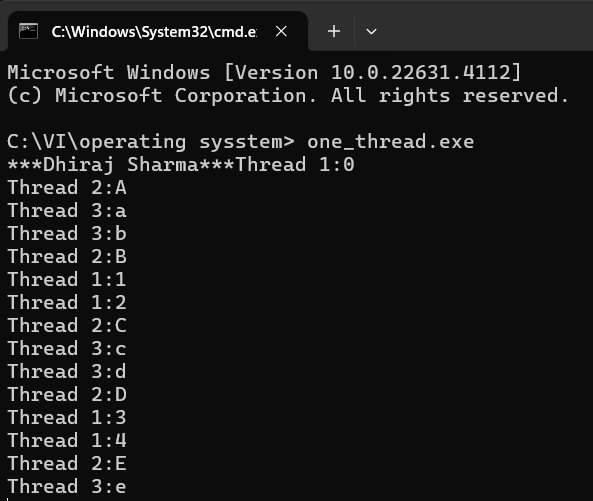 C:\Windows\System32\cmd.e
Microsoft Windows [Version 10.0.22631.4112]
(c) Microsoft Corporation. All rights reserved.
C:\VI\operating sysstem> one_thread.exe
***Dhiraj Sharma***Thread 1:0
Thread 2:A
Thread 3:a
Thread 3:b
Thread 2:B
Thread 1:1
Thread 1:2
Thread 2:C
Thread 3:c
Thread 3:d
Thread 2:D
Thread 1:3
Thread 1:4
Thread 2:E
Thread 3:e